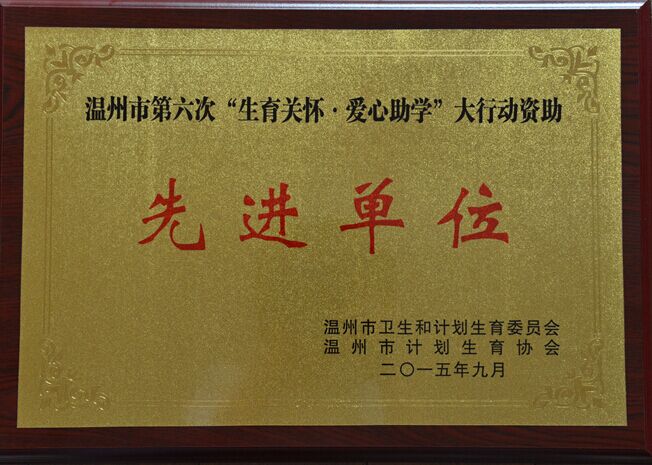 温州市第六次“生育关怀·爱心助学”大行动资助
先进单位
温州市卫生和计划生育委员会
温州市计划生育协会
二〇一五年九月